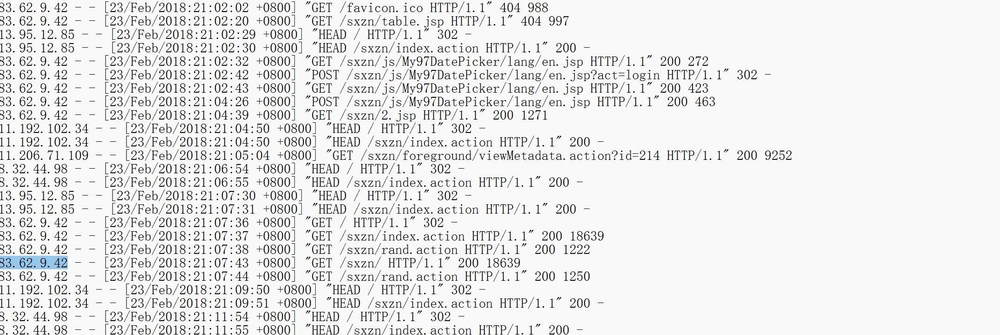 83.62.9.42 - - [23/Feb/2018:21:02:02 +0800] "GET /favicon.ico HTTP/1.1" 404 988
83.62.9.42 - - [23/Feb/2018:21:02:20 +0800] "GET /sxzn/table.jsp HTTP/1.1" 404 997
13.95.12.85 - - [23/Feb/2018:21:02:29 +0800] "HEAD / HTTP/1.1" 302 -
13.95.12.85 - - [23/Feb/2018:21:02:30 +0800] "HEAD /sxzn/index.action HTTP/1.1" 200 -
83.62.9.42 - - [23/Feb/2018:21:02:32 +0800] "GET /sxzn/js/My97DatePicker/lang/en.jsp HTTP/1.1" 200 272
83.62.9.42 - - [23/Feb/2018:21:02:42 +0800] "POST /sxzn/js/My97DatePicker/lang/en.jsp?act=login HTTP/1.1" 302 -
83.62.9.42 - - [23/Feb/2018:21:02:43 +0800] "GET /sxzn/js/My97DatePicker/lang/en.jsp HTTP/1.1" 200 423
83.62.9.42 - - [23/Feb/2018:21:04:26 +0800] "POST /sxzn/js/My97DatePicker/lang/en.jsp HTTP/1.1" 200 463
83.62.9.42 - - [23/Feb/2018:21:04:39 +0800] "GET /sxzn/2.jsp HTTP/1.1" 200 1271
11.192.102.34 - - [23/Feb/2018:21:04:50 +0800] "HEAD / HTTP/1.1" 302 -
11.192.102.34 - - [23/Feb/2018:21:04:50 +0800] "HEAD /sxzn/index.action HTTP/1.1" 200 -
11.206.71.109 - - [23/Feb/2018:21:05:04 +0800] "GET /sxzn/foreground/viewMetadata.action?id=214 HTTP/1.1" 200 9252
8.32.44.98 - - [23/Feb/2018:21:06:54 +0800] "HEAD / HTTP/1.1" 302 -
8.32.44.98 - - [23/Feb/2018:21:06:55 +0800] "HEAD /sxzn/index.action HTTP/1.1" 200 -
13.95.12.85 - - [23/Feb/2018:21:07:30 +0800] "HEAD / HTTP/1.1" 302 -
13.95.12.85 - - [23/Feb/2018:21:07:31 +0800] "HEAD /sxzn/index.action HTTP/1.1" 200 -
83.62.9.42 - - [23/Feb/2018:21:07:36 +0800] "GET / HTTP/1.1" 302 -
83.62.9.42 - - [23/Feb/2018:21:07:37 +0800] "GET /sxzn/index.action HTTP/1.1" 200 18639
83.62.9.42 - - [23/Feb/2018:21:07:38 +0800] "GET /sxzn/rand.action HTTP/1.1" 200 1222
83.62.9.42 - - [23/Feb/2018:21:07:43 +0800] "GET /sxzn/ HTTP/1.1" 200 18639
83.62.9.42 - - [23/Feb/2018:21:07:44 +0800] "GET /sxzn/rand.action HTTP/1.1" 200 1250
11.192.102.34 - - [23/Feb/2018:21:09:50 +0800] "HEAD / HTTP/1.1" 302 -
11.192.102.34 - - [23/Feb/2018:21:09:51 +0800] "HEAD /sxzn/index.action HTTP/1.1" 200 -
8.32.44.98 - - [23/Feb/2018:21:11:54 +0800] "HEAD / HTTP/1.1" 302 -
8.32.44.98 - - [23/Feb/2018:21:11:55 +0800] "HEAD /sxzn/index.action HTTP/1.1" 200 -